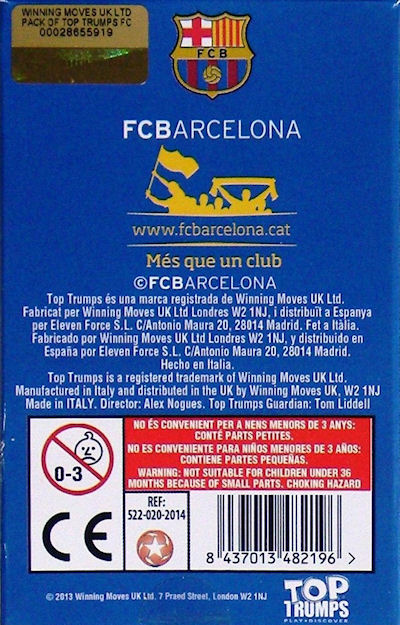 WINNING MOVES UK LTD
PACK OF TOP TRUMPS FC
00028655919
FCB
FCBARCELONA
www.fcbarcelona.cat
Més que un club
©FCBARCELONA
Top Trumps és una marca registrada de Winning Moves UK Ltd.
Fabricat per Winning Moves UK Ltd Londres W2 1NJ, i distribuït a Espanya
per Eleven Force S.L. C/Antonio Maura 20, 28014 Madrid. Fet a Itàlia.
Fabricado por Winning Moves UK Ltd Londres W2 1NJ, y distribuido en
España por Eleven Force S.L. C/Antonio Maura 20, 28014 Madrid.
Hecho en Italia.
Top Trumps is a registered trademark of Winning Moves UK Ltd.
Manufactured in Italy and distributed in the UK by Winning Moves UK, W2 1NJ
Made in ITALY. Director: Alex Nogues. Top Trumps Guardian: Tom Liddell
0-3
NO ÉS CONVENIENT PER A NENS MENORS DE 3 ANYS:
CONTÉ PARTS PETITES.
NO ES CONVENIENTE PARA NIÑOS MENORES DE 3 AÑOS:
CONTIENE PARTES PEQUEÑAS.
WARNING: NOT SUITABLE FOR CHILDREN UNDER 36
MONTHS BECAUSE OF SMALL PARTS. CHOKING HAZARD
CE
REF:
522-020-2014
8 437013 482196 >
© 2013 Winning Moves UK Ltd. 7 Praed Street, London W2 1NJ
TOP
TRUMPS
PLAY•DISCOVER